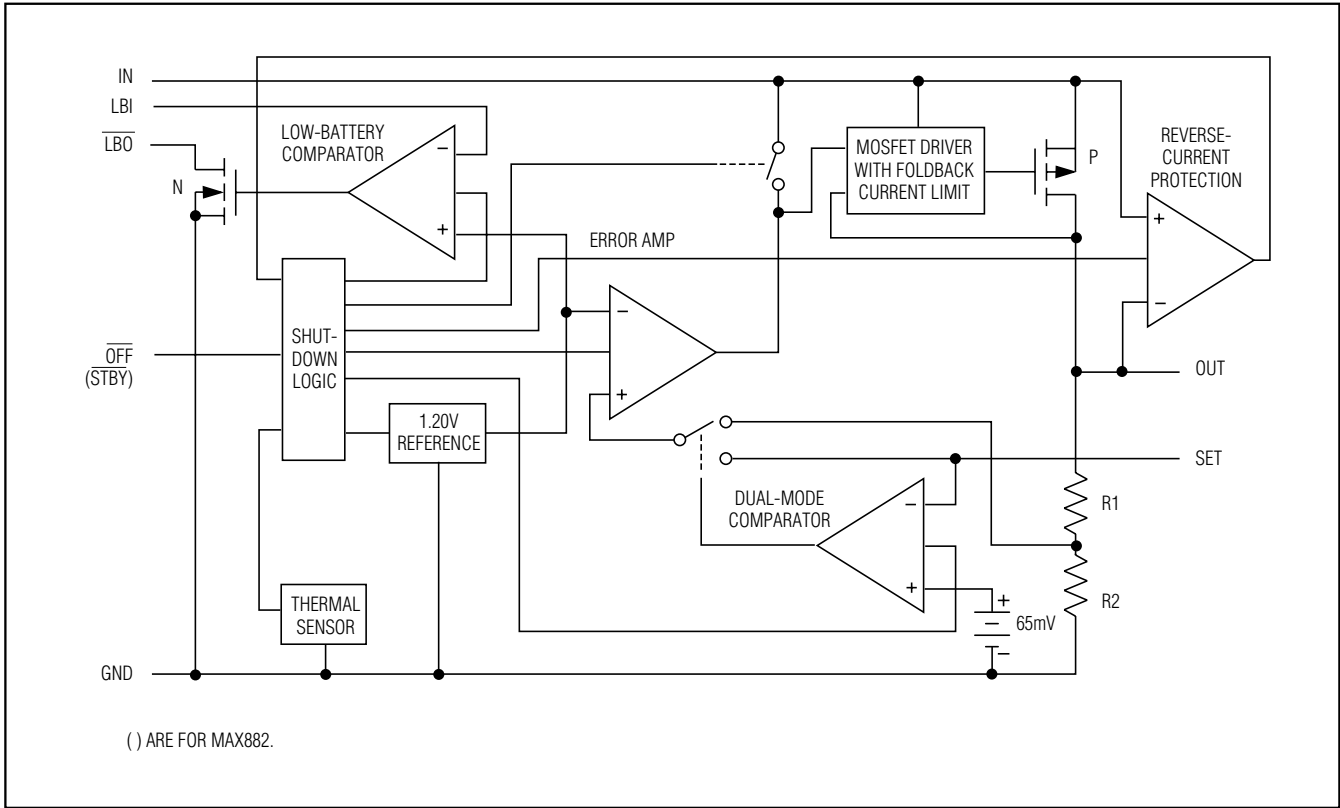 IN
LBI
LBO
LOW-BATTERY
COMPARATOR
−
+
N
ERROR AMP
MOSFET DRIVER
WITH FOLDBACK
CURRENT LIMIT
P
REVERSE-
CURRENT
PROTECTION
+
−
SHUT-
DOWN
LOGIC
OFF
(STBY)
−
+
1.20V
REFERENCE
OUT
SET
DUAL-MODE
COMPARATOR
−
+
R1
R2
+
−
−
65mV
THERMAL
SENSOR
GND
( ) ARE FOR MAX882.